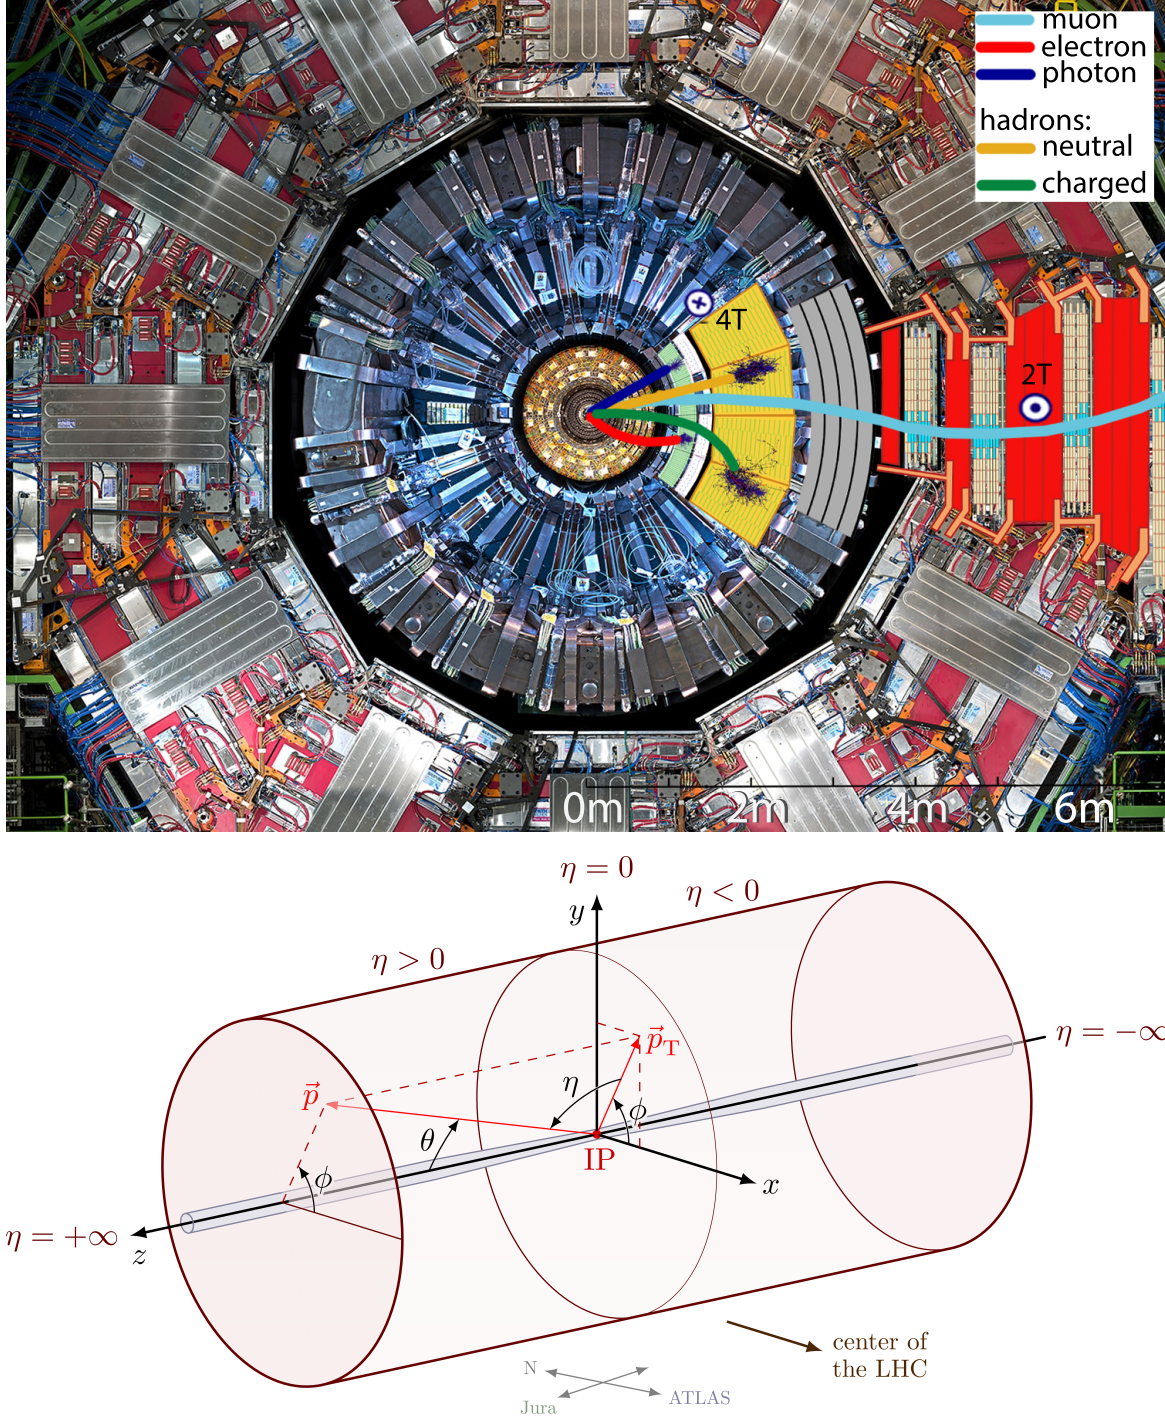 muon
electron
photon
hadrons:
neutral
charged
4T
2T
0m 2m 4m 6m
η = 0
η < 0
y
η > 0
η = −∞
p⃗T
p⃗
η
ϕ
θ
IP
ϕ
x
η = +∞
z
center of
the LHC
N
ATLAS
Jura